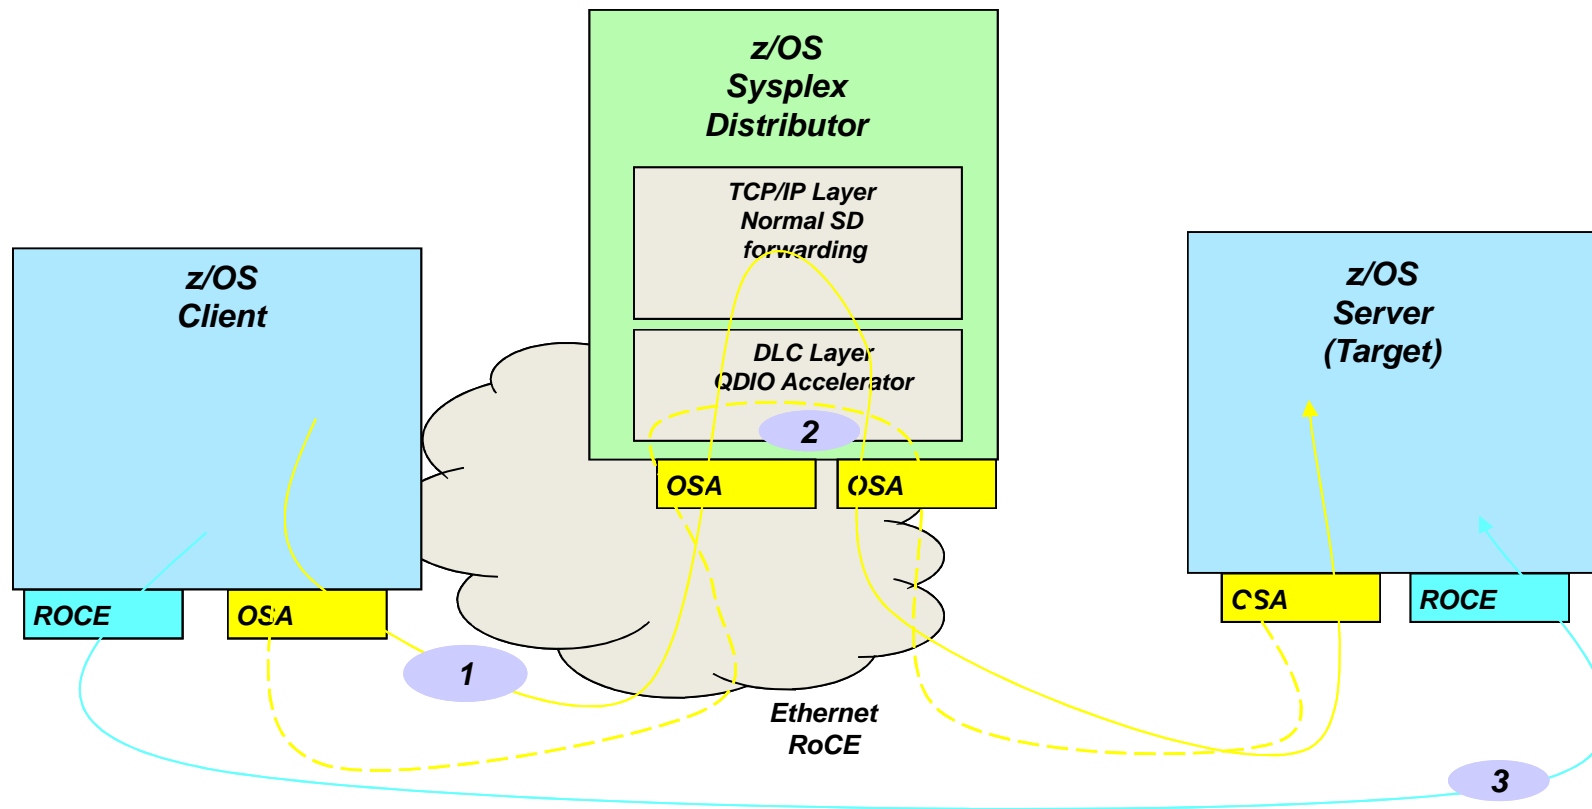 z/OS
Sysplex
Distributor
TCP/IP Layer
Normal SD
forwarding
DLC Layer
QDIO Accelerator
2
OSA
OSA
z/OS
Client
ROCE
OSA
1
z/OS
Server
(Target)
OSA
ROCE
Ethernet
RoCE
3